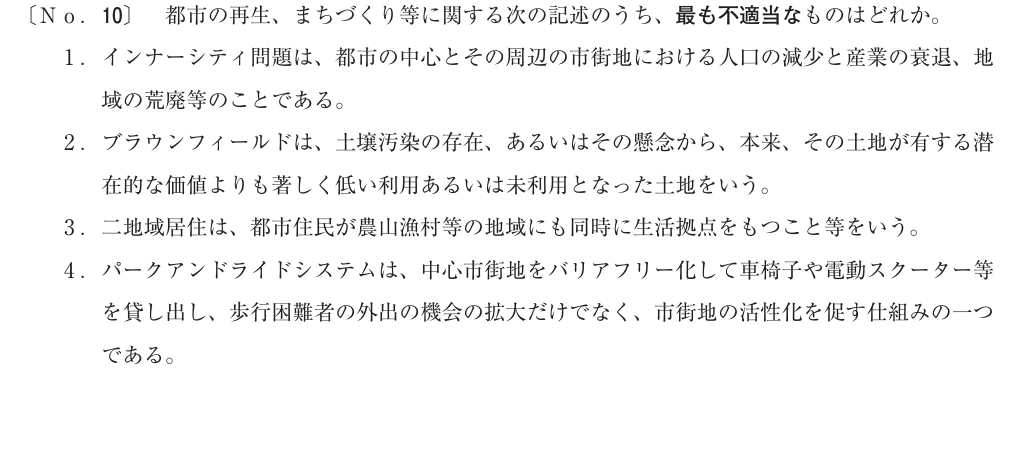 〔Ｎｏ．10〕　都市の再生、まちづくり等に関する次の記述のうち、最も不適当なものはどれか。
１．インナーシティ問題は、都市の中心とその周辺の市街地における人口の減少と産業の衰退、地
域の荒廃等のことである。
２．ブラウンフィールドは、土壌汚染の存在、あるいはその懸念から、本来、その土地が有する潜
在的な価値よりも著しく低い利用あるいは未利用となった土地をいう。
３．二地域居住は、都市住民が農山漁村等の地域にも同時に生活拠点をもつこと等をいう。
４．パークアンドライドシステムは、中心市街地をバリアフリー化して車椅子や電動スクーター等
を貸し出し、歩行困難者の外出の機会の拡大だけでなく、市街地の活性化を促す仕組みの一つ
である。